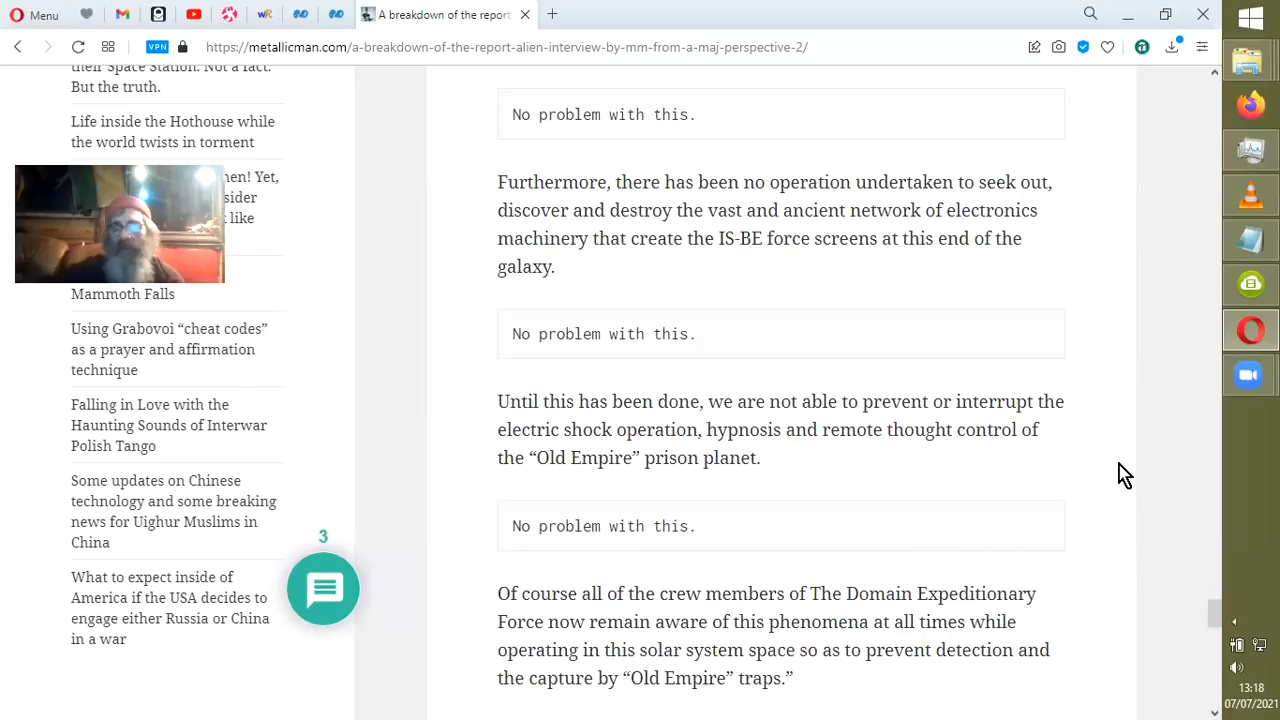 Menu
A breakdown of the report
VPN
https://metallicman.com/a-breakdown-of-the-report-alien-interview-by-mm-from-a-maj-perspective-2/
their Space Station. Not a fact.
But the truth.
Life inside the Hothouse while
the world twists in torment
Yet,
like
Mammoth Falls
Using Grabovoi “cheat codes”
as a prayer and affirmation
technique
Falling in Love with the
Haunting Sounds of Interwar
Polish Tango
Some updates on Chinese
technology and some breaking
news for Uighur Muslims in
China
What to expect inside of
America if the USA decides to
engage either Russia or China
in a war
3
No problem with this.
Furthermore, there has been no operation undertaken to seek out,
discover and destroy the vast and ancient network of electronics
machinery that create the IS-BE force screens at this end of the
galaxy.
No problem with this.
Until this has been done, we are not able to prevent or interrupt the
electric shock operation, hypnosis and remote thought control of
the “Old Empire” prison planet.
No problem with this.
Of course all of the crew members of The Domain Expeditionary
Force now remain aware of this phenomena at all times while
operating in this solar system space so as to prevent detection and
the capture by “Old Empire” traps.”
13:18
07/07/2021